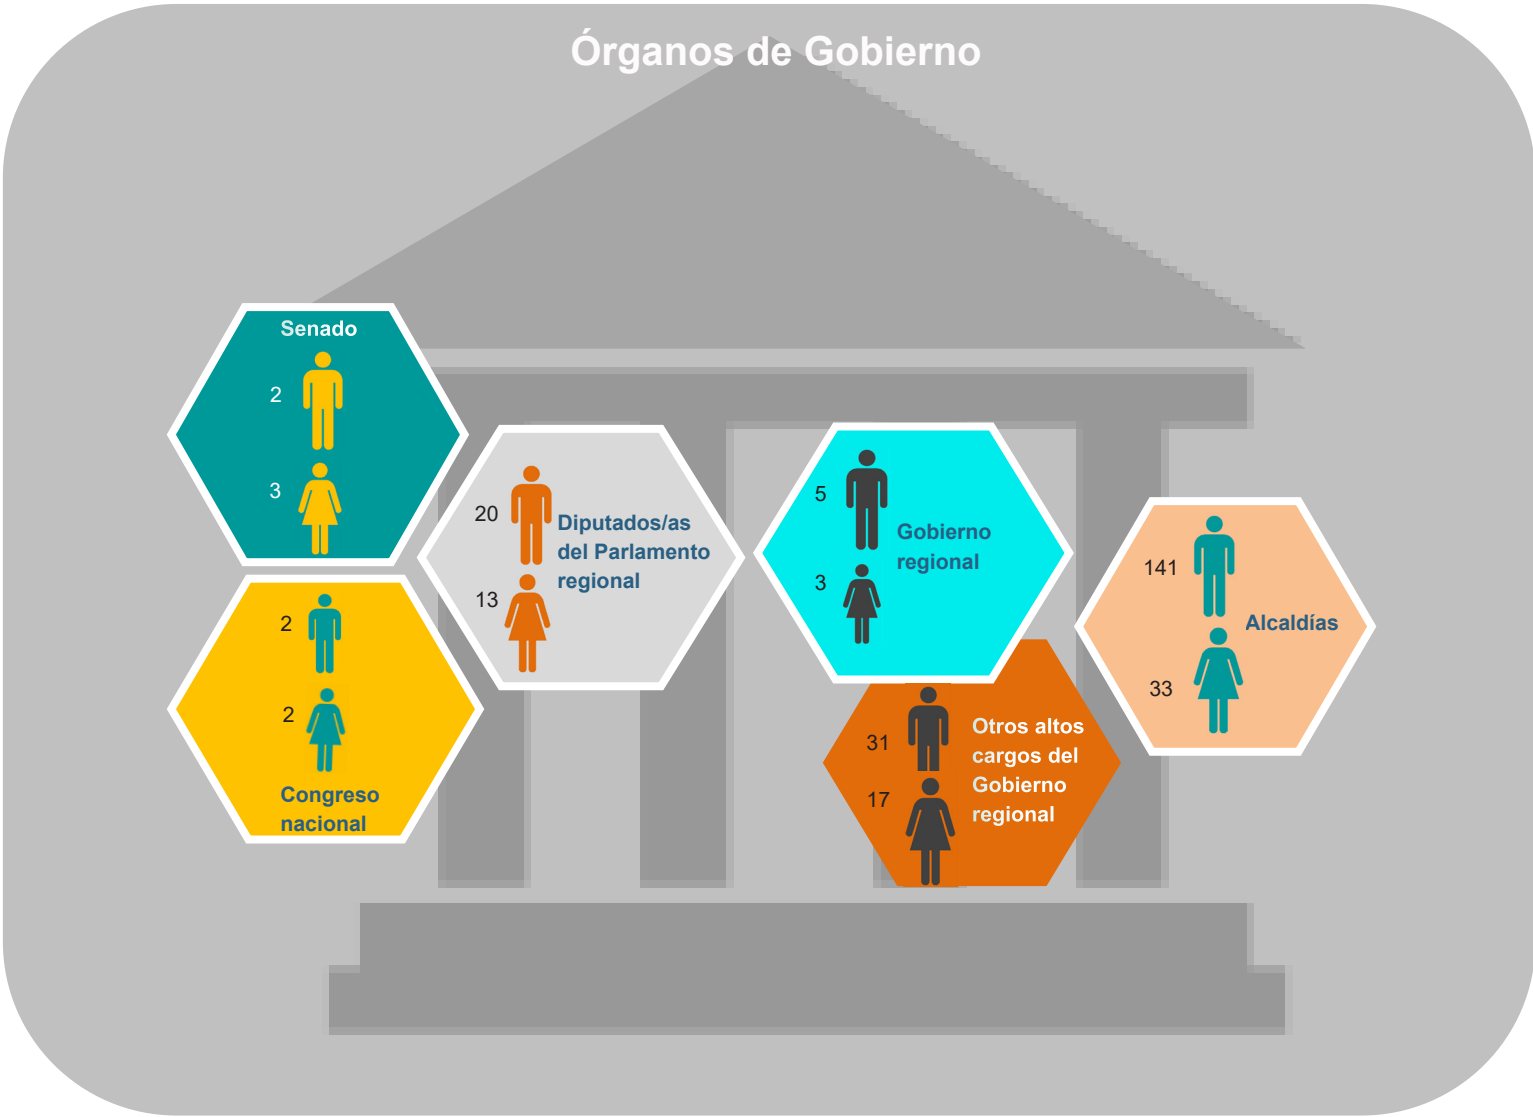 Órganos de Gobierno
Senado
2
3
2
2
Congreso
nacional
20
13
Diputados/as
del Parlamento
regional
5
3
Gobierno
regional
31
17
Otros altos
cargos del
Gobierno
regional
141
33
Alcaldías